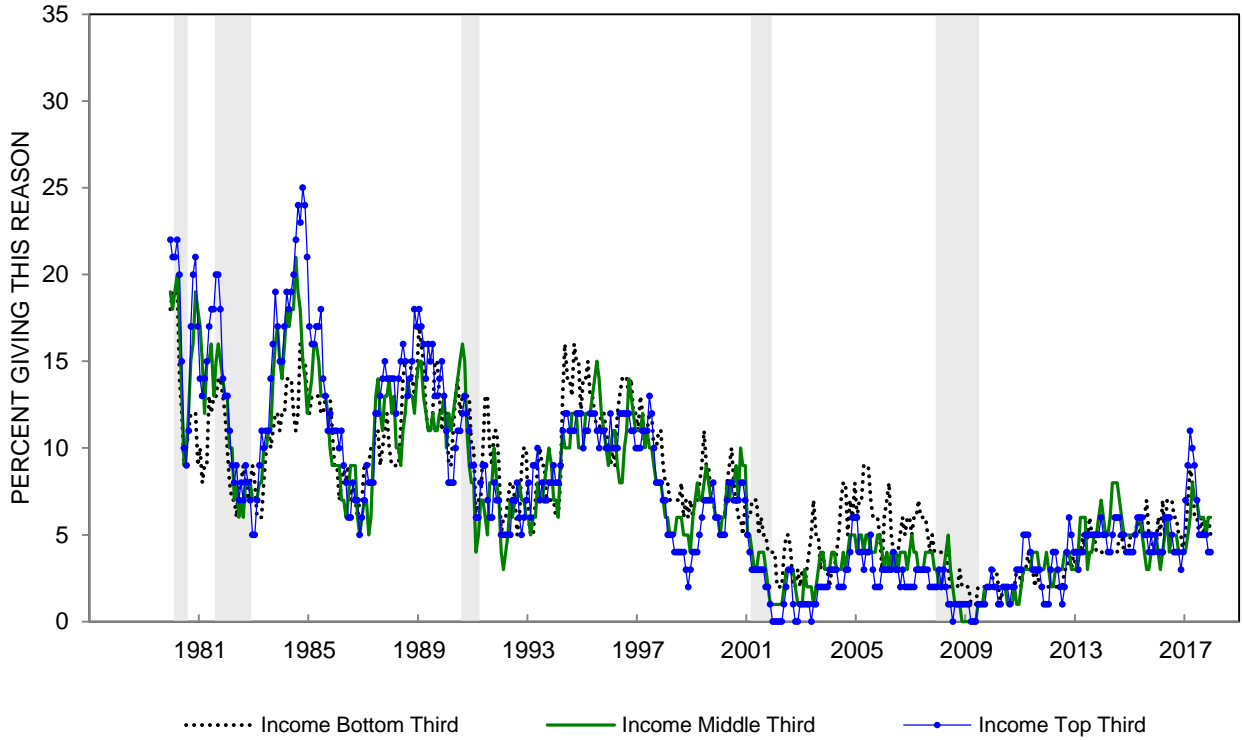 PERCENT GIVING THIS REASON
35
30
25
20
15
10
5
0
1981 1985 1989 1993 1997 2001 2005 2009 2013 2017
Income Bottom Third Income Middle Third Income Top Third